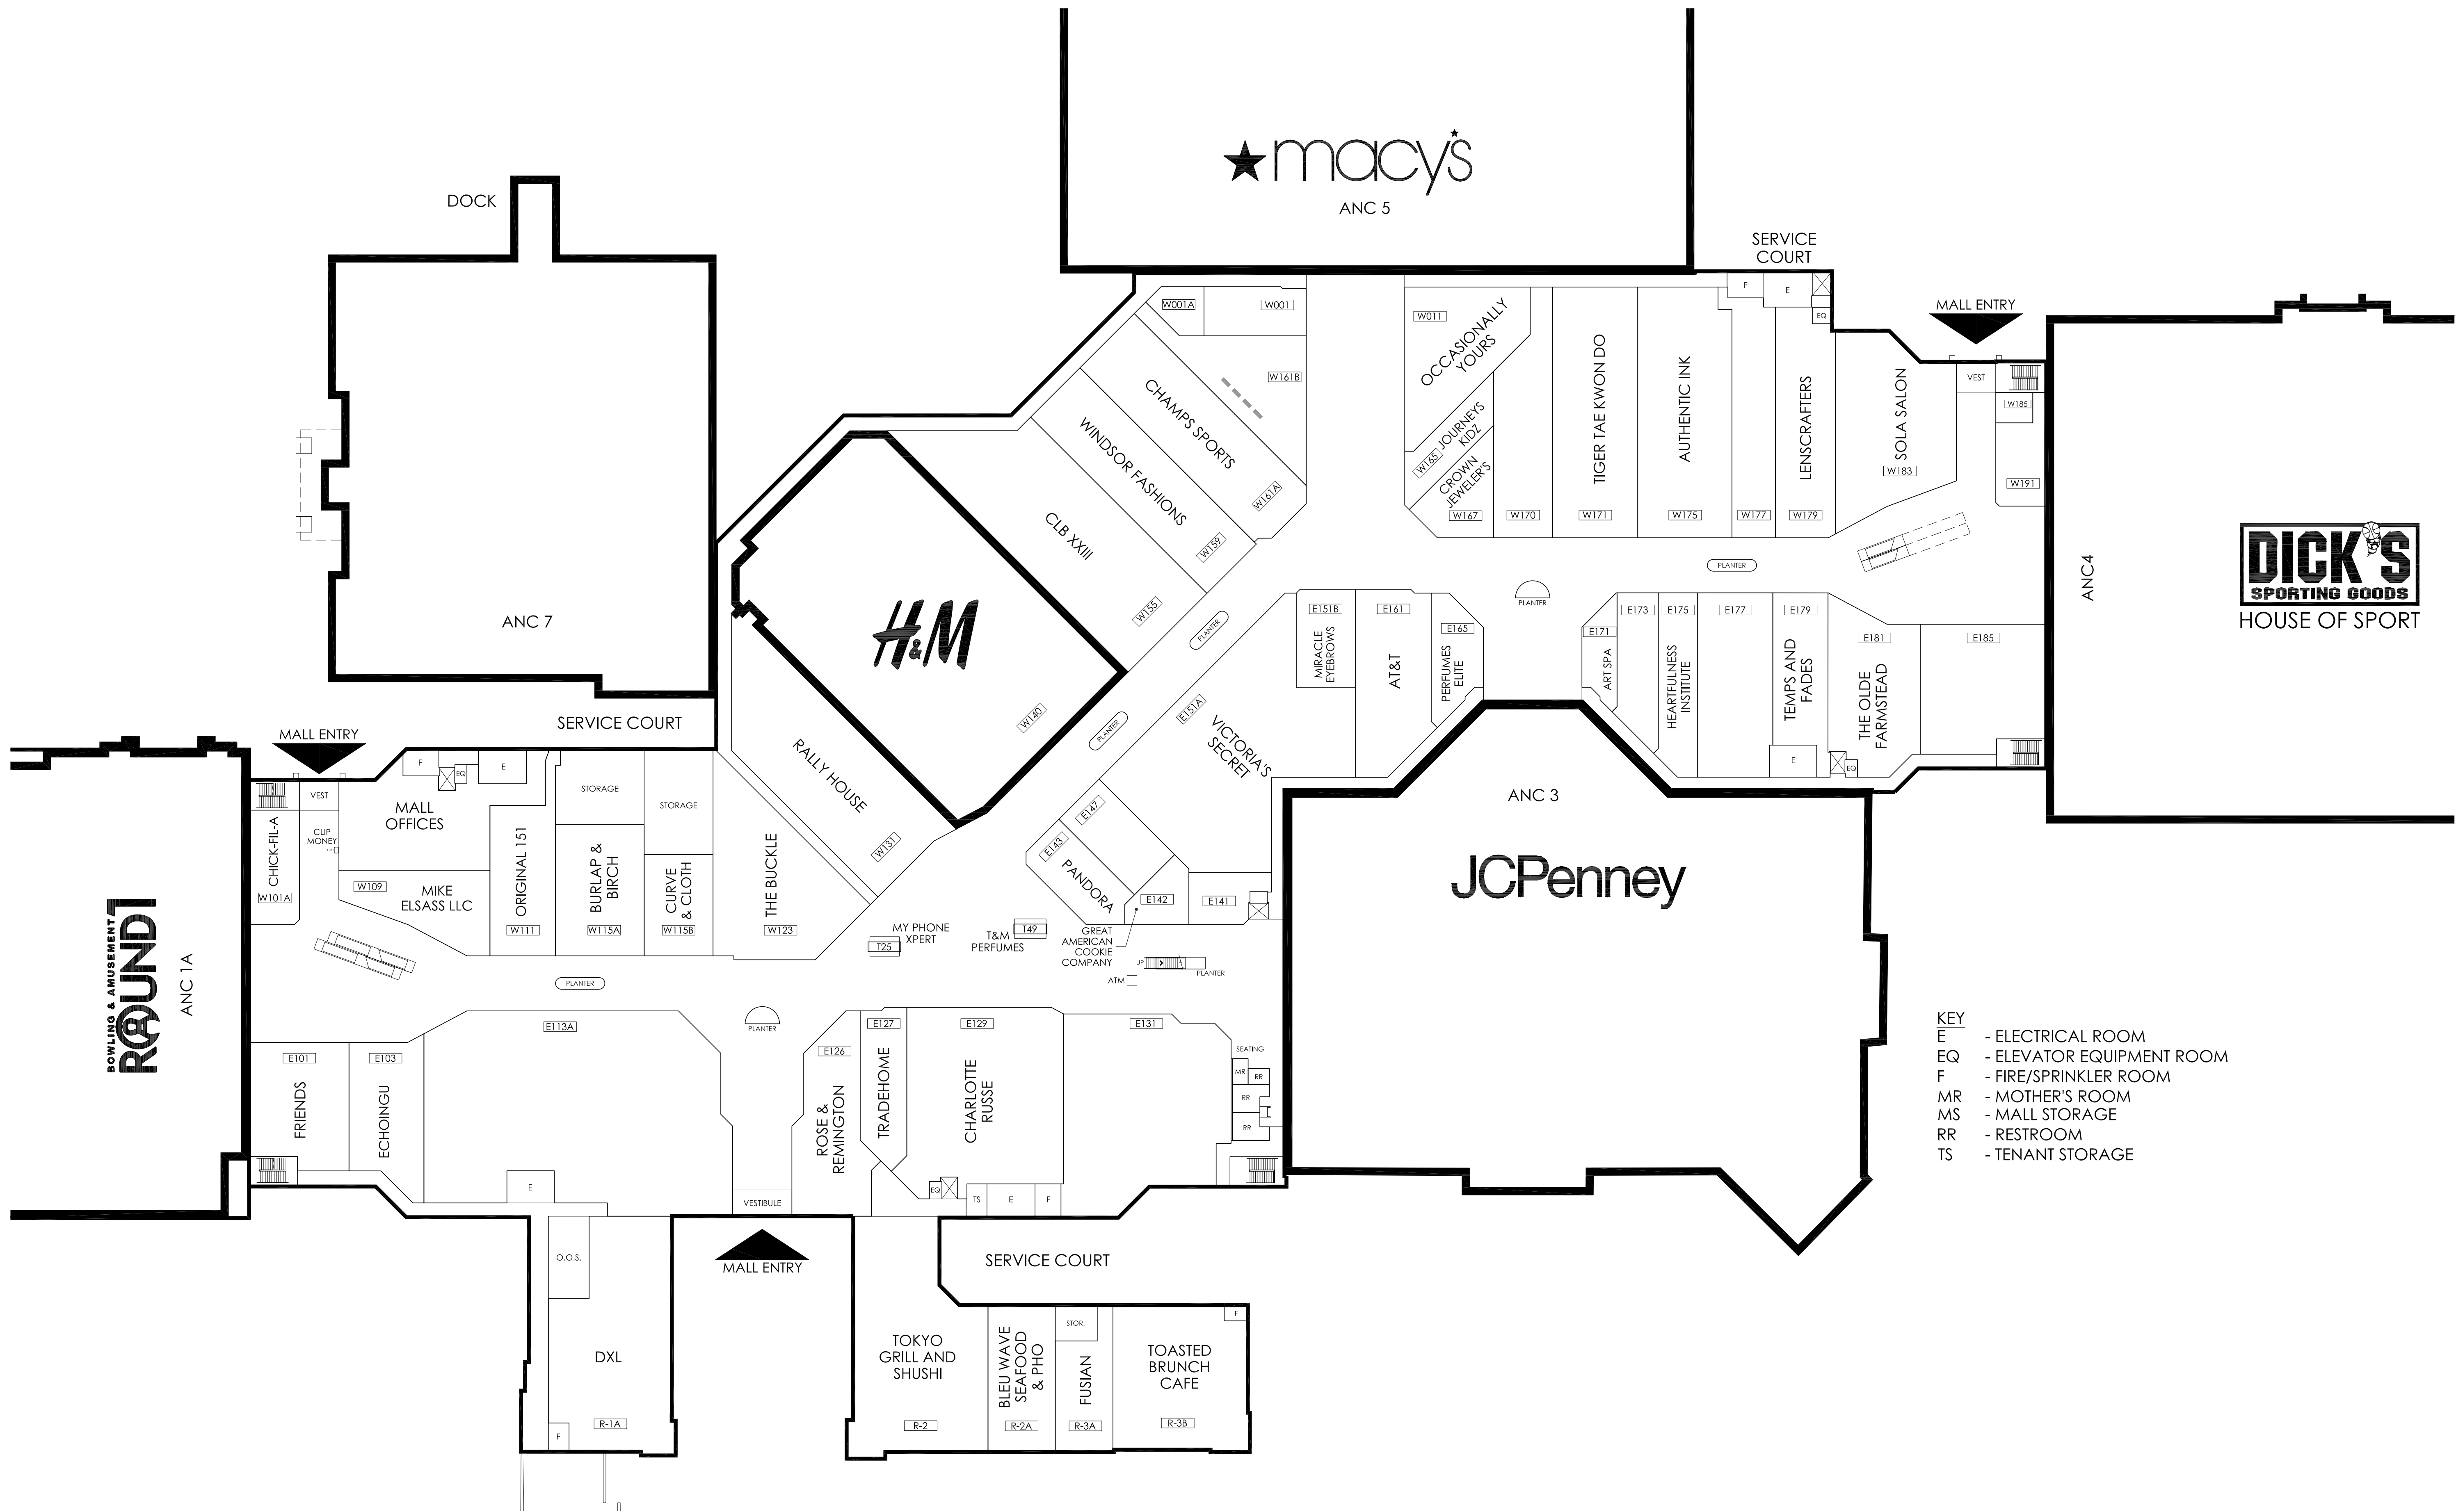 macy's
ANC 5
DOCK
SERVICE
COURT
F
E
EQ
MALL ENTRY
VEST
W185
W191
W001A
W001
W161B
W011
OCCASIONALLY
YOURS
W165
JOURNEYS
KIDZ
CROWN
JEWELER'S
W167
W170
TIGER TAE KWON DO
W171
AUTHENTIC INK
W175
W177
LENSCRAFTERS
W179
SOLA SALON
W183
CHAMPS SPORTS
W161A
WINDSOR FASHIONS
W159
CLB XXIII
W155
H&M
W140
RALLY HOUSE
W131
ANC 7
SERVICE COURT
PLANTER
PLANTER
PLANTER
PLANTER
ANC4
DICK'S
SPORTING GOODS
HOUSE OF SPORT
E151B
MIRACLE
EYEBROWS
E161
AT&T
E165
PERFUMES
ELITE
E151A
VICTORIA'S
SECRET
E171
ART SPA
E173
E175
HEARTFULNESS
INSTITUTE
E177
E179
TEMPS AND
FADES
E
EQ
E181
THE OLDE
FARMSTEAD
E185
ANC 3
JCPenney
MALL ENTRY
VEST
CLIP
MONEY
CHICK-FIL-A
W101A
F
EQ
E
MALL
OFFICES
W109
MIKE
ELSASS LLC
ORIGINAL 151
W111
STORAGE
BURLAP &
BIRCH
W115A
STORAGE
CURVE
& CLOTH
W115B
THE BUCKLE
W123
E147
E143
PANDORA
E142
E141
MY PHONE
XPERT
T25
T&M
PERFUMES
T49
GREAT
AMERICAN
COOKIE
COMPANY
UP
PLANTER
ATM
BOWLING & AMUSEMENT
ROUND1
ANC 1A
PLANTER
PLANTER
E101
FRIENDS
E103
ECHOINGU
E113A
E
E126
ROSE &
REMINGTON
E127
TRADEHOME
E129
CHARLOTTE
RUSSE
E131
SEATING
MR
RR
RR
RR
EQ
TS
E
F
VESTIBULE
MALL ENTRY
SERVICE COURT
O.O.S.
DXL
F
R-1A
TOKYO
GRILL AND
SHUSHI
R-2
BLEU WAVE
SEAFOOD
& PHO
R-2A
STOR.
FUSIAN
R-3A
F
TOASTED
BRUNCH
CAFE
R-3B
KEY
E - ELECTRICAL ROOM
EQ - ELEVATOR EQUIPMENT ROOM
F - FIRE/SPRINKLER ROOM
MR - MOTHER'S ROOM
MS - MALL STORAGE
RR - RESTROOM
TS - TENANT STORAGE